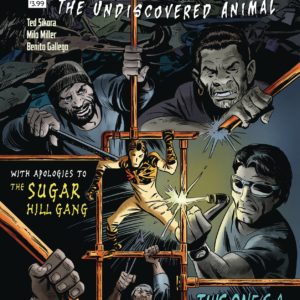 $3.99
THE UNDISCOVERED ANIMAL
Ted Sikora
Milo Miller
Benito Gallego
WITH APOLOGIES TO
THE SUGAR
HILL GANG